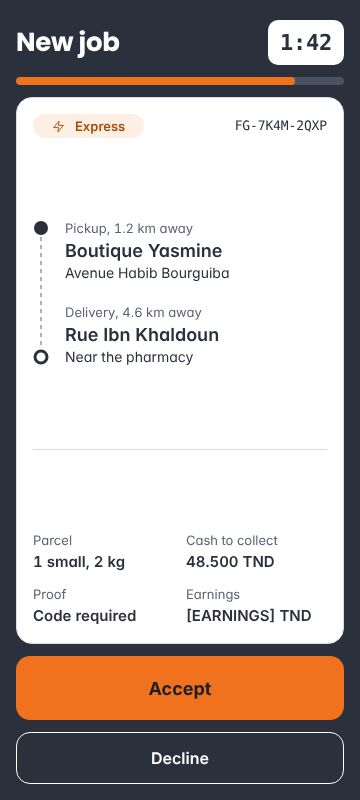 New job
1:42
Express
FG-7K4M-2QXP
Pickup, 1.2 km away
Boutique Yasmine
Avenue Habib Bourguiba
Delivery, 4.6 km away
Rue Ibn Khaldoun
Near the pharmacy
Parcel
1 small, 2 kg
Cash to collect
48.500 TND
Proof
Code required
Earnings
[EARNINGS] TND
Accept
Decline